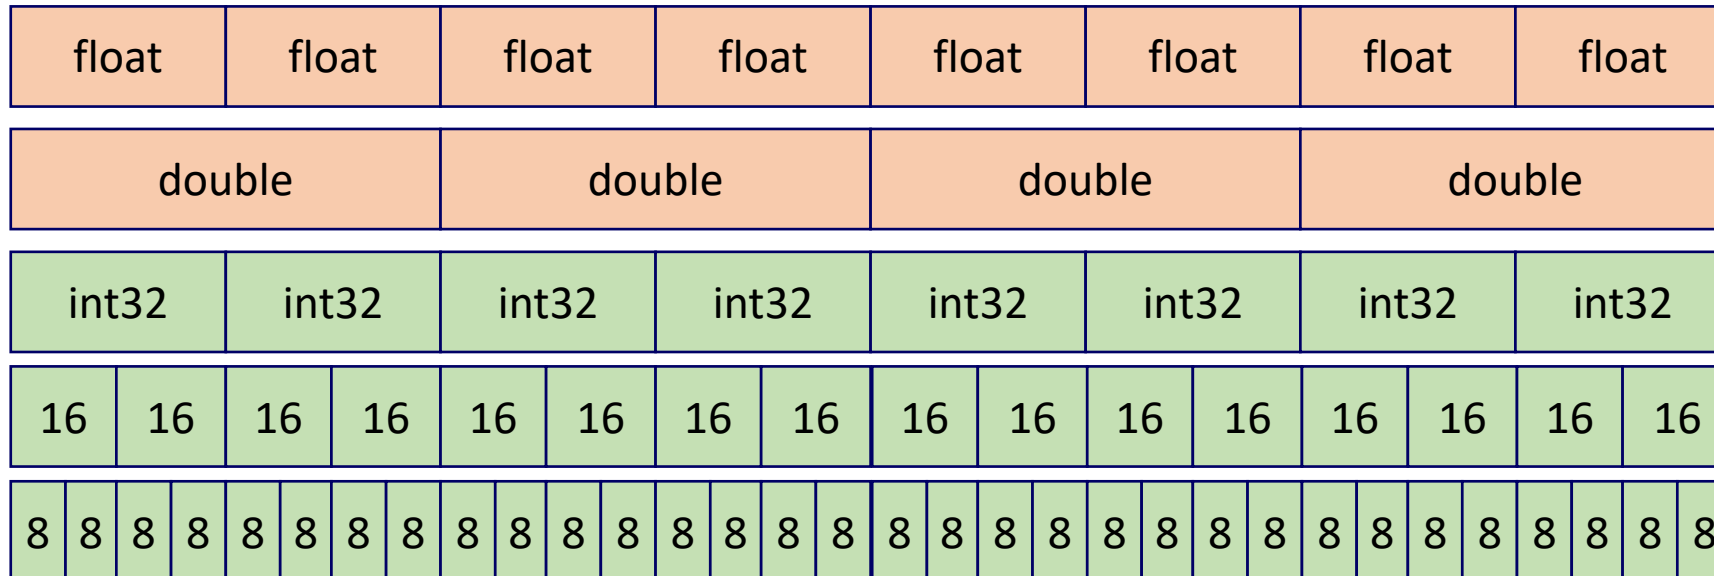 float float float float float float float float
double double double double
int32 int32 int32 int32 int32 int32 int32 int32
16 16 16 16 16 16 16 16 16 16 16 16 16 16 16 16
8 8 8 8 8 8 8 8 8 8 8 8 8 8 8 8 8 8 8 8 8 8 8 8 8 8 8 8 8 8 8 8